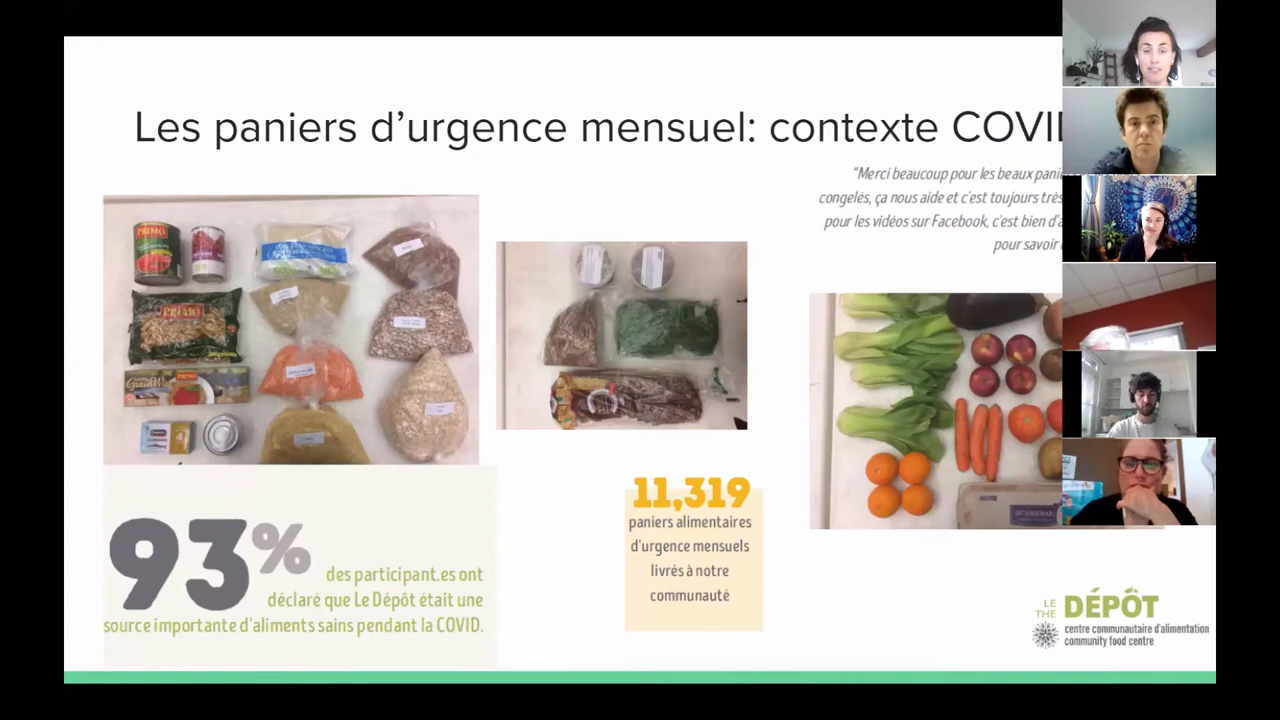 Les paniers d'urgence mensuel: contexte COVI
"Merci beaucoup pour les beaux
congelés, ça nous aide et c'est toujours très
pour les vidéos sur Facebook, c'est bien
pour savoir
PRIMO
PRIMO
PRIMO
93%
des participant.es ont
déclaré que Le Dépôt était une
source importante d'aliments sains pendant la COVID.
11,319
paniers alimentaires
d'urgence mensuels
livrés à notre
communauté
LE
THE
DÉPÔT
centre communautaire d'alimentation
community food centre